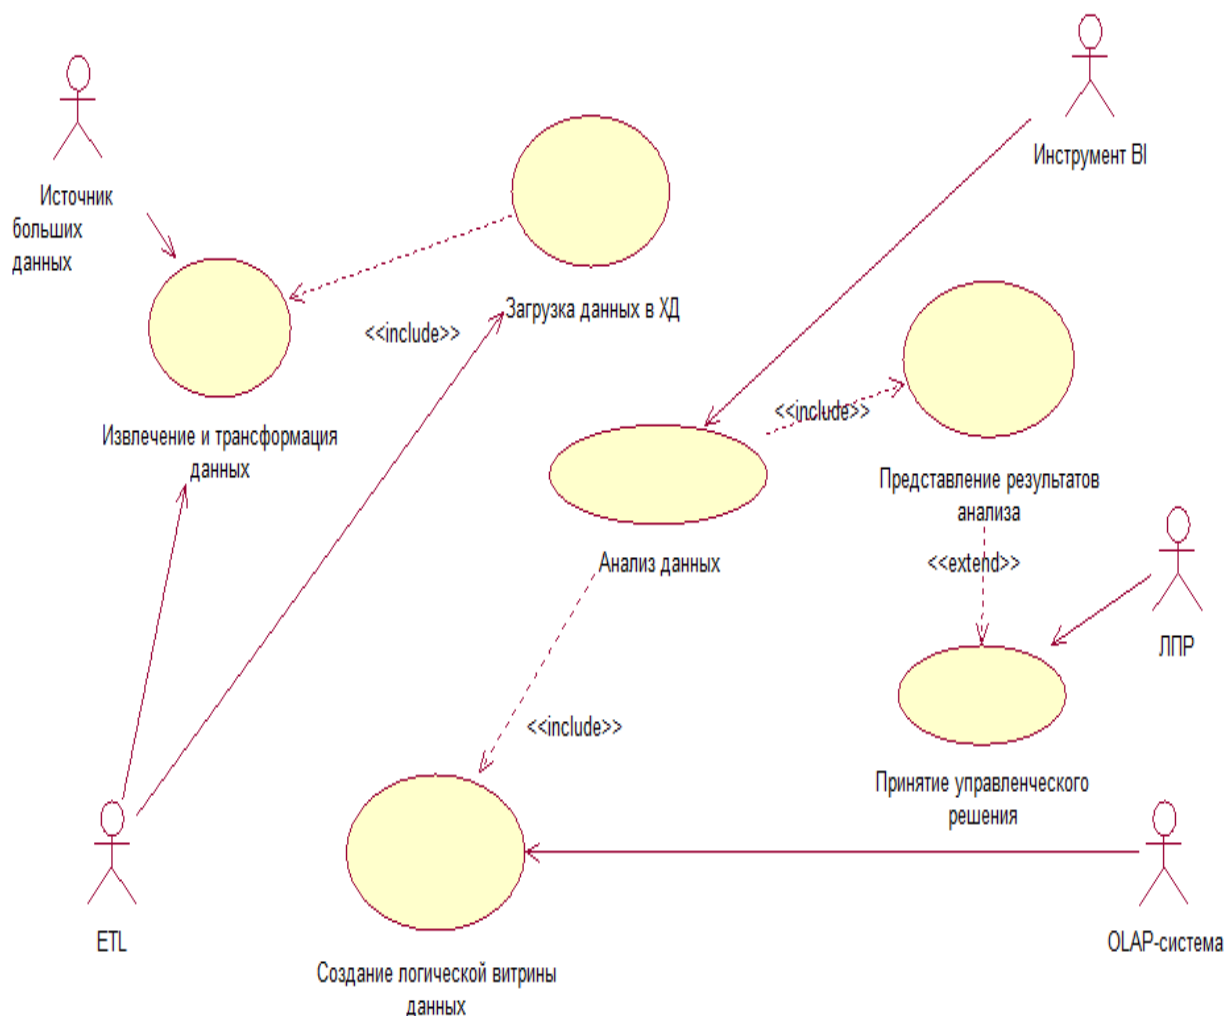 Инструмент BI
Источник
больших
данных
Загрузка данных в ХД
<<include>>
<<include>>
Извлечение и трансформация
данных
Представление результатов
анализа
Анализ данных
<<extend>>
ЛПР
<<include>>
Принятие управленческого
решения
ETL
OLAP-система
Создание логической витрины
данных